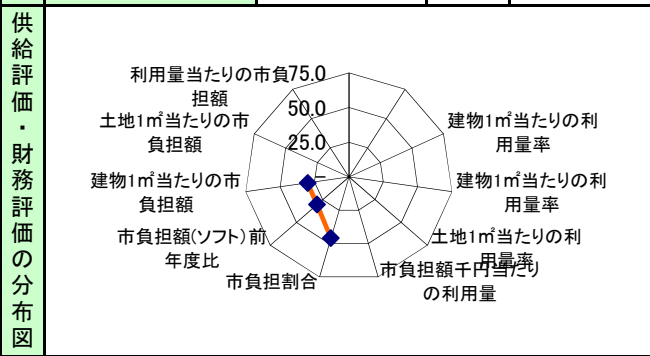 供給評価・財務評価の分布図
75.0
50.0
25.0
－
建物1㎡当たりの利
用量率
建物1㎡当たりの利
用量率
土地1㎡当たりの利
用量率
市負担額千円当たり
の利用量
市負担割合
市負担額(ソフト)前
年度比
建物1㎡当たりの市
負担額
土地1㎡当たりの市
負担額
利用量当たりの市負
担額